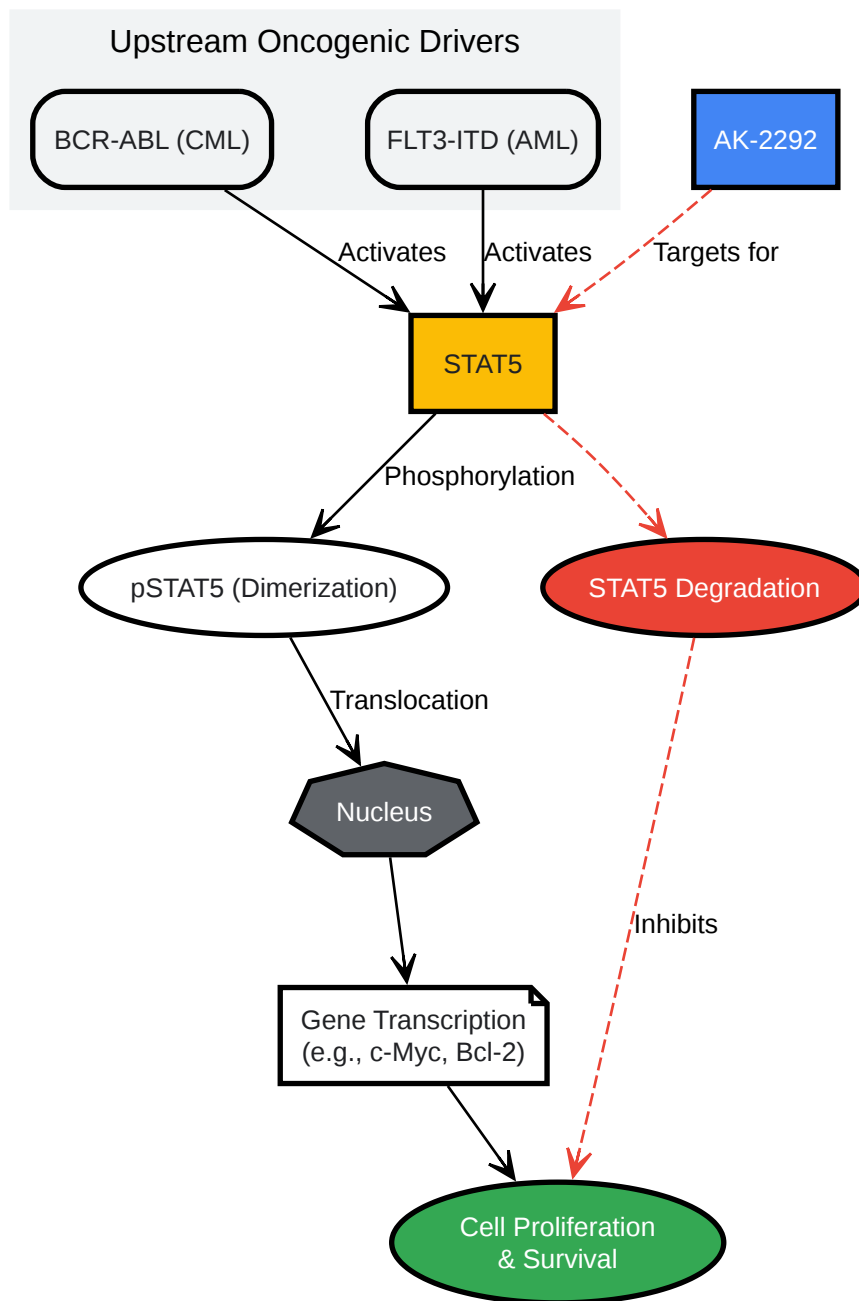 Upstream Oncogenic Drivers
BCR-ABL (CML)
FLT3-ITD (AML)
AK-2292
Activates
Activates
Targets for
STAT5
Phosphorylation
pSTAT5 (Dimerization)
STAT5 Degradation
Translocation
Nucleus
Inhibits
Gene Transcription
(e.g., c-Myc, Bcl-2)
Cell Proliferation
& Survival